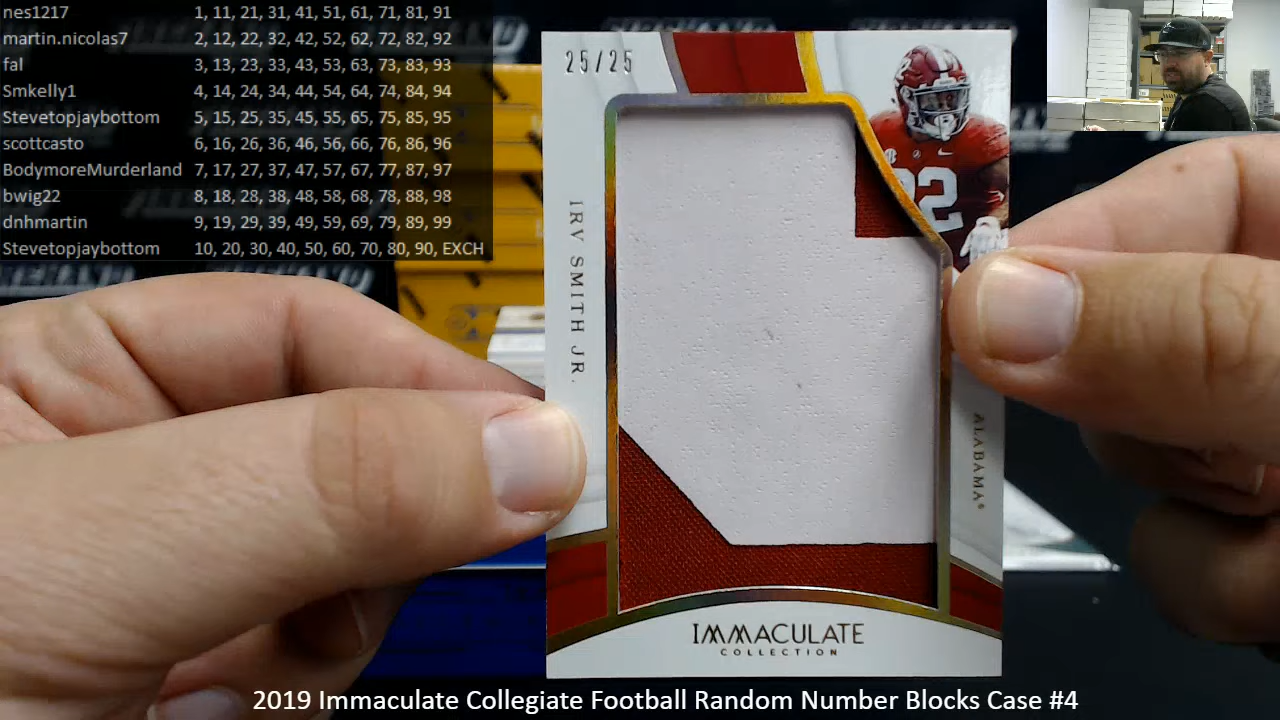 nes1217 1, 11, 21, 31, 41, 51, 61, 71, 81, 91
martin.nicolas7 2, 12, 22, 32, 42, 52, 62, 72, 82, 92
fal 3, 13, 23, 33, 43, 53, 63, 73, 83, 93
Smkelly1 4, 14, 24, 34, 44, 54, 64, 74, 84, 94
Stevetopjaybottom 5, 15, 25, 35, 45, 55, 65, 75, 85, 95
scottcasto 6, 16, 26, 36, 46, 56, 66, 76, 86, 96
BodymoreMurderland 7, 17, 27, 37, 47, 57, 67, 77, 87, 97
bwig22 8, 18, 28, 38, 48, 58, 68, 78, 88, 98
dnhmartin 9, 19, 29, 39, 49, 59, 69, 79, 89, 99
Stevetopjaybottom 10, 20, 30, 40, 50, 60, 70, 80, 90, EXCH
25/25
IRV SMITH JR.
ALABAMA®
IMMACULATE
COLLECTION
2019 Immaculate Collegiate Football Random Number Blocks Case #4